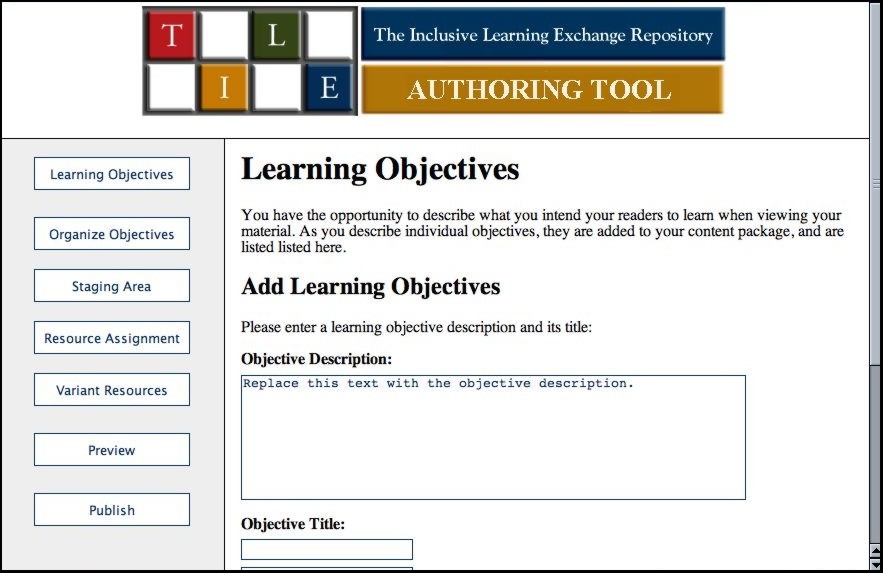 T L
I E
The Inclusive Learning Exchange Repository
AUTHORING TOOL
Learning Objectives
Organize Objectives
Staging Area
Resource Assignment
Variant Resources
Preview
Publish
Learning Objectives
You have the opportunity to describe what you intend your readers to learn when viewing your
material. As you describe individual objectives, they are added to your content package, and are
listed listed here.
Add Learning Objectives
Please enter a learning objective description and its title:
Objective Description:
Replace this text with the objective description.
Objective Title: